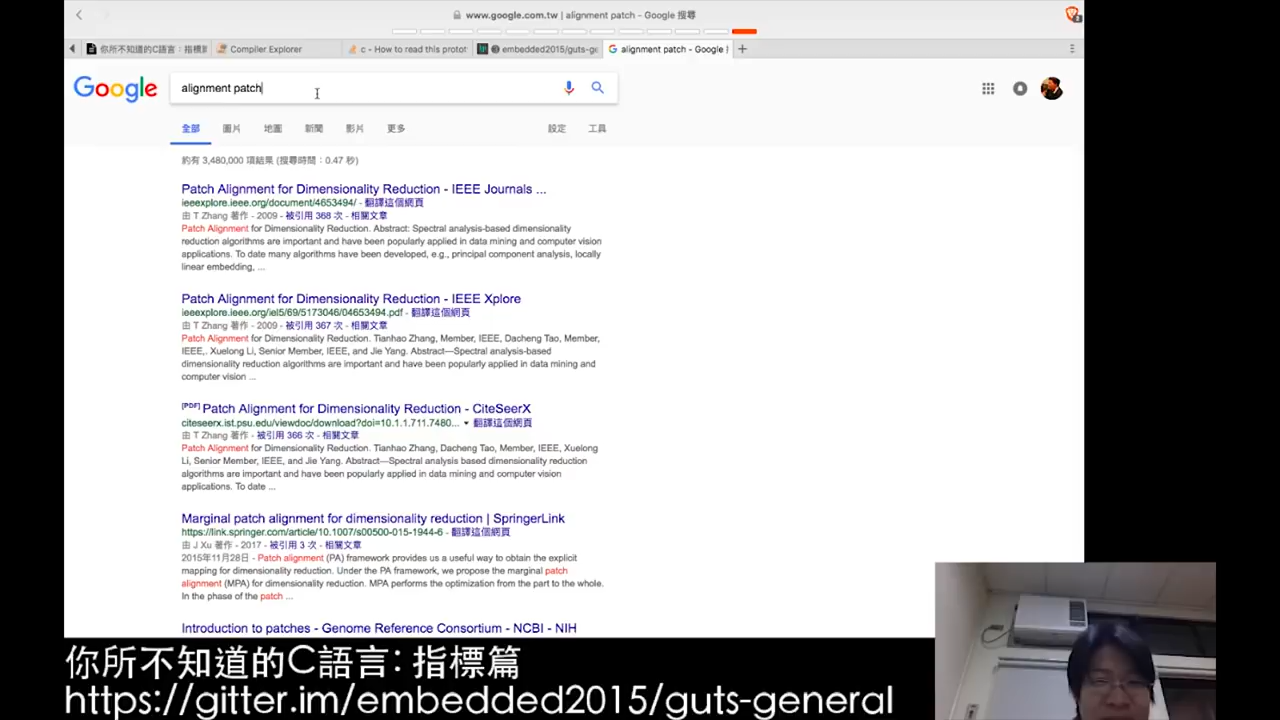 www.google.com.tw | alignment patch - Google 搜尋
你所不知道的C語言：指標
Compiler Explorer
c - How to read this protot
embedded2015/guts-ge
alignment patch - Google
Google
alignment patch
全部 圖片 地圖 新聞 影片 更多 設定 工具
約有 3,480,000 項結果 (搜尋時間：0.47 秒)
Patch Alignment for Dimensionality Reduction - IEEE Journals ...
ieeexplore.ieee.org/document/4653494/ - 翻譯這個網頁
由 T Zhang 著作 - 2009 - 被引用 368 次 - 相關文章
Patch Alignment for Dimensionality Reduction. Abstract: Spectral analysis-based dimensionality
reduction algorithms are important and have been popularly applied in data mining and computer vision
applications. To date many algorithms have been developed, e.g., principal component analysis, locally
linear embedding, ...
Patch Alignment for Dimensionality Reduction - IEEE Xplore
ieeexplore.ieee.org/iel5/69/5173046/04653494.pdf - 翻譯這個網頁
由 T Zhang 著作 - 2009 - 被引用 367 次 - 相關文章
Patch Alignment for Dimensionality Reduction. Tianhao Zhang, Member, IEEE, Dacheng Tao, Member,
IEEE,. Xuelong Li, Senior Member, IEEE, and Jie Yang. Abstract—Spectral analysis-based
dimensionality reduction algorithms are important and have been popularly applied in data mining and
computer vision ...
[PDF] Patch Alignment for Dimensionality Reduction - CiteSeerX
citeseerx.ist.psu.edu/viewdoc/download?doi=10.1.1.711.7480... ▾ 翻譯這個網頁
由 T Zhang 著作 - 被引用 366 次 - 相關文章
Patch Alignment for Dimensionality Reduction. Tianhao Zhang, Dacheng Tao, Member, IEEE, Xuelong
Li, Senior Member, IEEE, and Jie Yang. Abstract—Spectral analysis based dimensionality reduction
algorithms are important and have been popularly applied in data mining and computer vision
applications. To date ...
Marginal patch alignment for dimensionality reduction | SpringerLink
https://link.springer.com/article/10.1007/s00500-015-1944-6 - 翻譯這個網頁
由 J Xu 著作 - 2017 - 被引用 3 次 - 相關文章
2015年11月28日 - Patch alignment (PA) framework provides us a useful way to obtain the explicit
mapping for dimensionality reduction. Under the PA framework, we propose the marginal patch
alignment (MPA) for dimensionality reduction. MPA performs the optimization from the part to the whole.
In the phase of the patch ...
Introduction to patches - Genome Reference Consortium - NCBI - NIH
你所不知道的C語言: 指標篇
https://gitter.im/embedded2015/guts-general